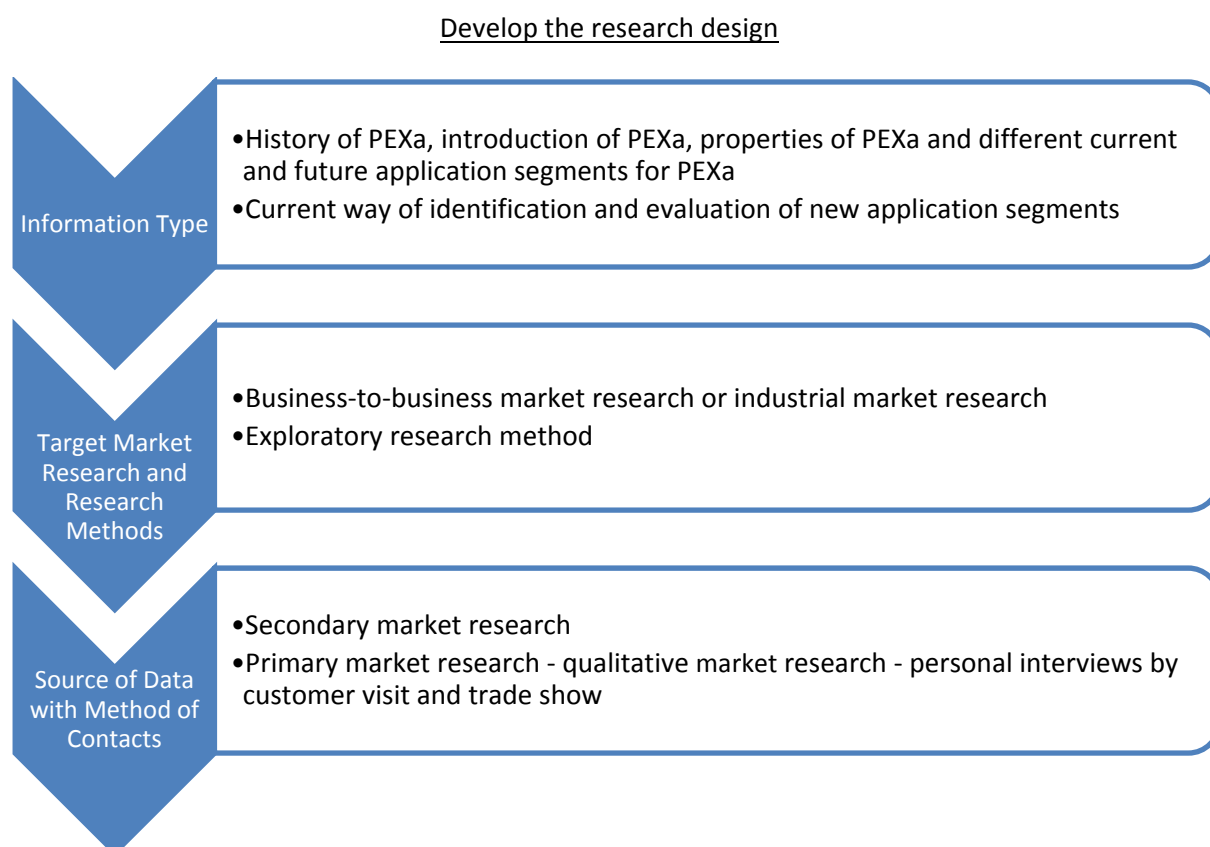 Develop the research design
•History of PEXa, introduction of PEXa, properties of PEXa and different current
and future application segments for PEXa
•Current way of identification and evaluation of new application segments
Information Type
•Business-to-business market research or industrial market research
•Exploratory research method
Target Market
Research and
Research
Methods
•Secondary market research
•Primary market research - qualitative market research - personal interviews by
customer visit and trade show
Source of Data
with Method of
Contacts